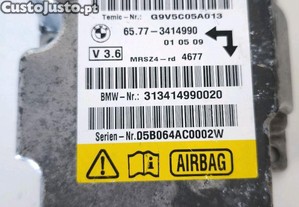 CustoJusto.pt
Temic-Nr.: G9V5C05A013
65.77-3414990
01 05 09
V 3.6
MRSZ4-rd 4677
BMW-Nr.: 313414990020
Serien-Nr.:05B064AC0002W
AIRBAG